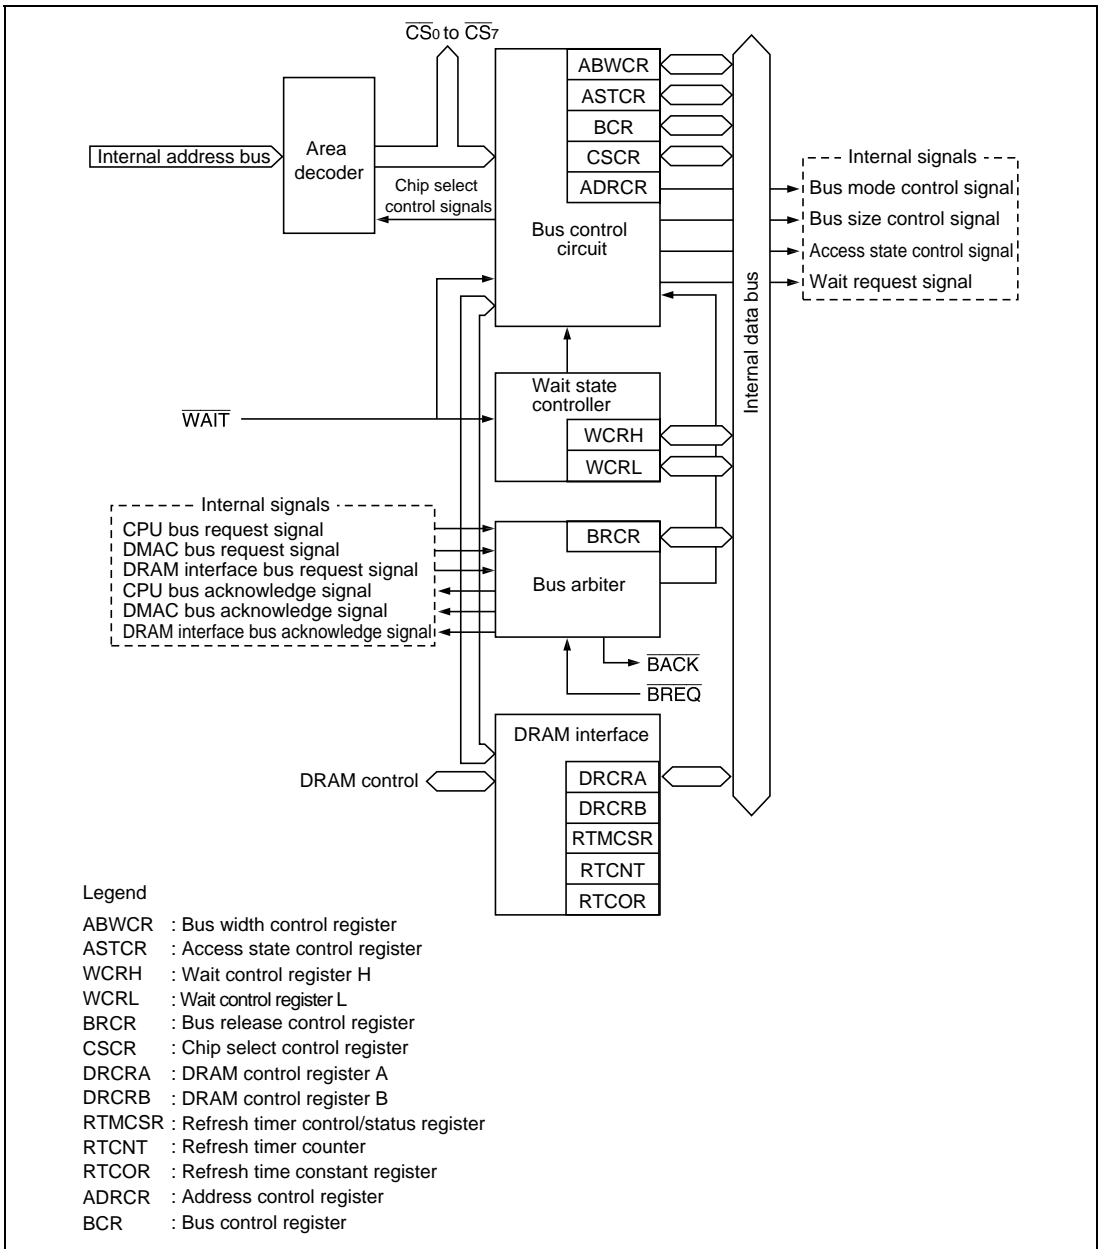 CS0 to CS7
ABWCR
ASTCR
BCR
CSCR
ADRCR
Internal address bus
Area
decoder
Chip select
control signals
Bus control
circuit
Internal signals
Bus mode control signal
Bus size control signal
Access state control signal
Wait request signal
Internal data bus
WAIT
Wait state
controller
WCRH
WCRL
Internal signals
CPU bus request signal
DMAC bus request signal
DRAM interface bus request signal
CPU bus acknowledge signal
DMAC bus acknowledge signal
DRAM interface bus acknowledge signal
BRCR
Bus arbiter
BACK
BREQ
DRAM interface
DRAM control
DRCRA
DRCRB
RTMCSR
RTCNT
RTCOR
Legend
ABWCR : Bus width control register
ASTCR : Access state control register
WCRH : Wait control register H
WCRL : Wait control register L
BRCR : Bus release control register
CSCR : Chip select control register
DRCRA : DRAM control register A
DRCRB : DRAM control register B
RTMCSR : Refresh timer control/status register
RTCNT : Refresh timer counter
RTCOR : Refresh time constant register
ADRCR : Address control register
BCR : Bus control register